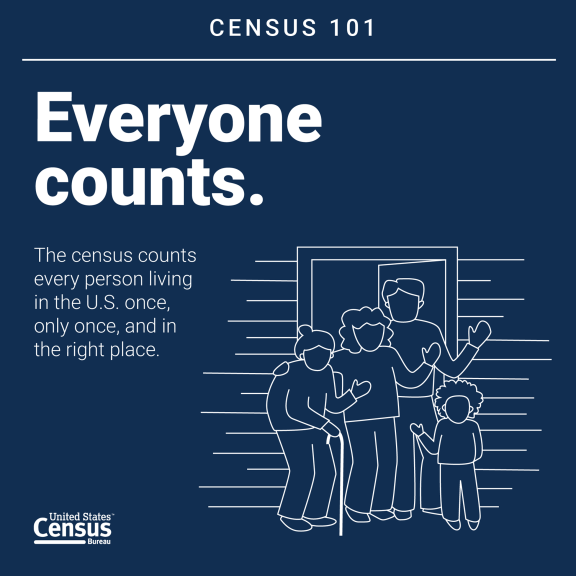 CENSUS 101
Everyone
counts.
The census counts
every person living
in the U.S. once,
only once, and in
the right place.
United States™
Census
Bureau